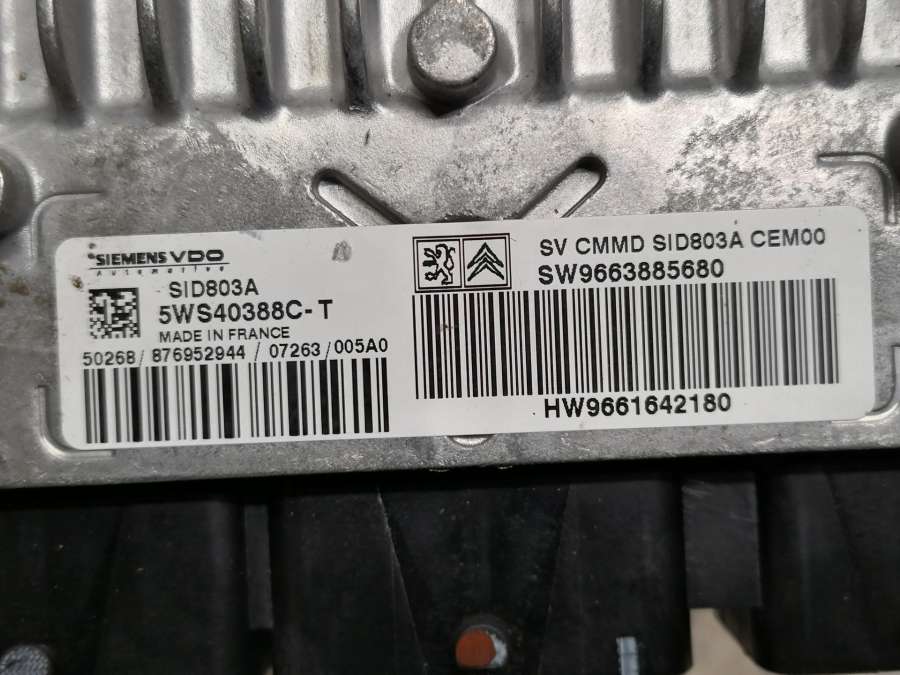 SIEMENS VDO
Automotive
SID803A
5WS40388C-T
MADE IN FRANCE
50268/876952944/07263/005A0
SV CMMD SID803A CEM00
SW9663885680
HW9661642180